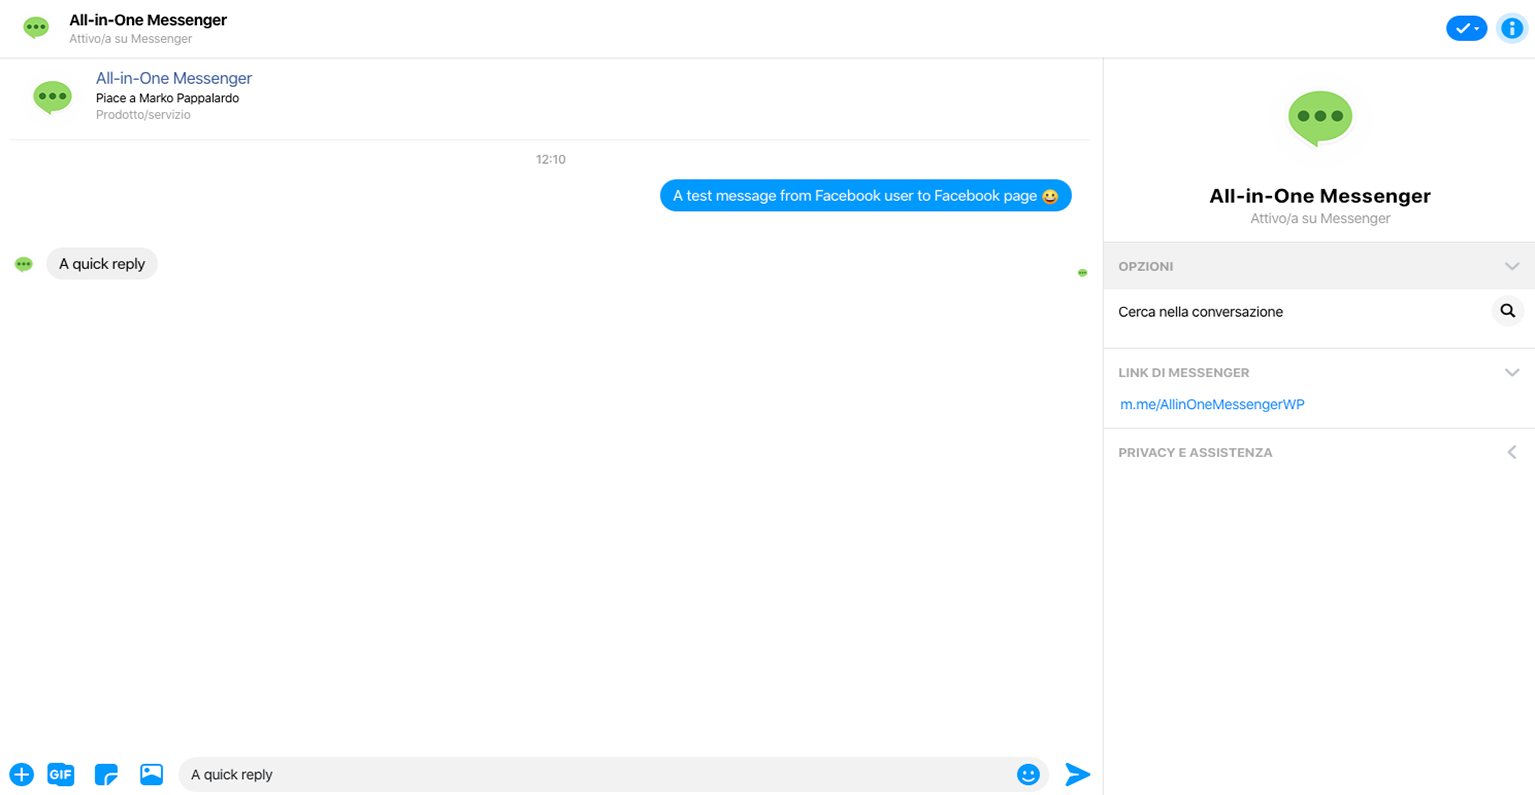 All-in-One Messenger
Attivo/a su Messenger
All-in-One Messenger
Piace a Marko Pappalardo
Prodotto/servizio
12:10
A test message from Facebook user to Facebook page 😀
A quick reply
GIF
A quick reply
All-in-One Messenger
Attivo/a su Messenger
OPZIONI
Cerca nella conversazione
LINK DI MESSENGER
m.me/AllinOneMessengerWP
PRIVACY E ASSISTENZA